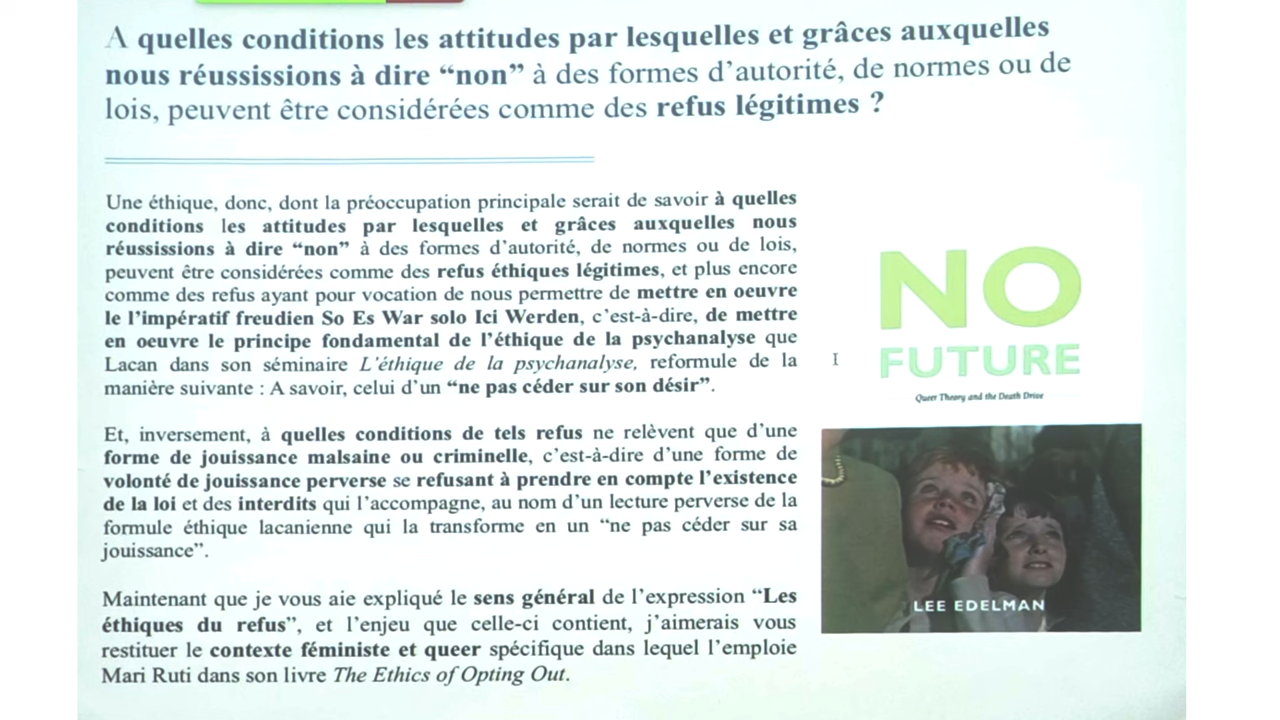 A quelles conditions les attitudes par lesquelles et grâces auxquelles
nous réussissions à dire “non” à des formes d’autorité, de normes ou de
lois, peuvent être considérées comme des refus légitimes ?
Une éthique, donc, dont la préoccupation principale serait de savoir à quelles
conditions les attitudes par lesquelles et grâces auxquelles nous
réussissions à dire “non” à des formes d’autorité, de normes ou de lois,
peuvent être considérées comme des refus éthiques légitimes, et plus encore
comme des refus ayant pour vocation de nous permettre de mettre en oeuvre
le l’impératif freudien So Es War solo Ici Werden, c’est-à-dire, de mettre
en oeuvre le principe fondamental de l’éthique de la psychanalyse que
Lacan dans son séminaire L’éthique de la psychanalyse, reformule de la
manière suivante : A savoir, celui d’un “ne pas céder sur son désir”.
Et, inversement, à quelles conditions de tels refus ne relèvent que d’une
forme de jouissance malsaine ou criminelle, c’est-à-dire d’une forme de
volonté de jouissance perverse se refusant à prendre en compte l’existence
de la loi et des interdits qui l’accompagne, au nom d’un lecture perverse de la
formule éthique lacanienne qui la transforme en un “ne pas céder sur sa
jouissance”.
Maintenant que je vous aie expliqué le sens général de l’expression “Les
éthiques du refus”, et l’enjeu que celle-ci contient, j’aimerais vous
restituer le contexte féministe et queer spécifique dans lequel l’emploie
Mari Ruti dans son livre The Ethics of Opting Out.
NO
FUTURE
Queer Theory and the Death Drive
LEE EDELMAN